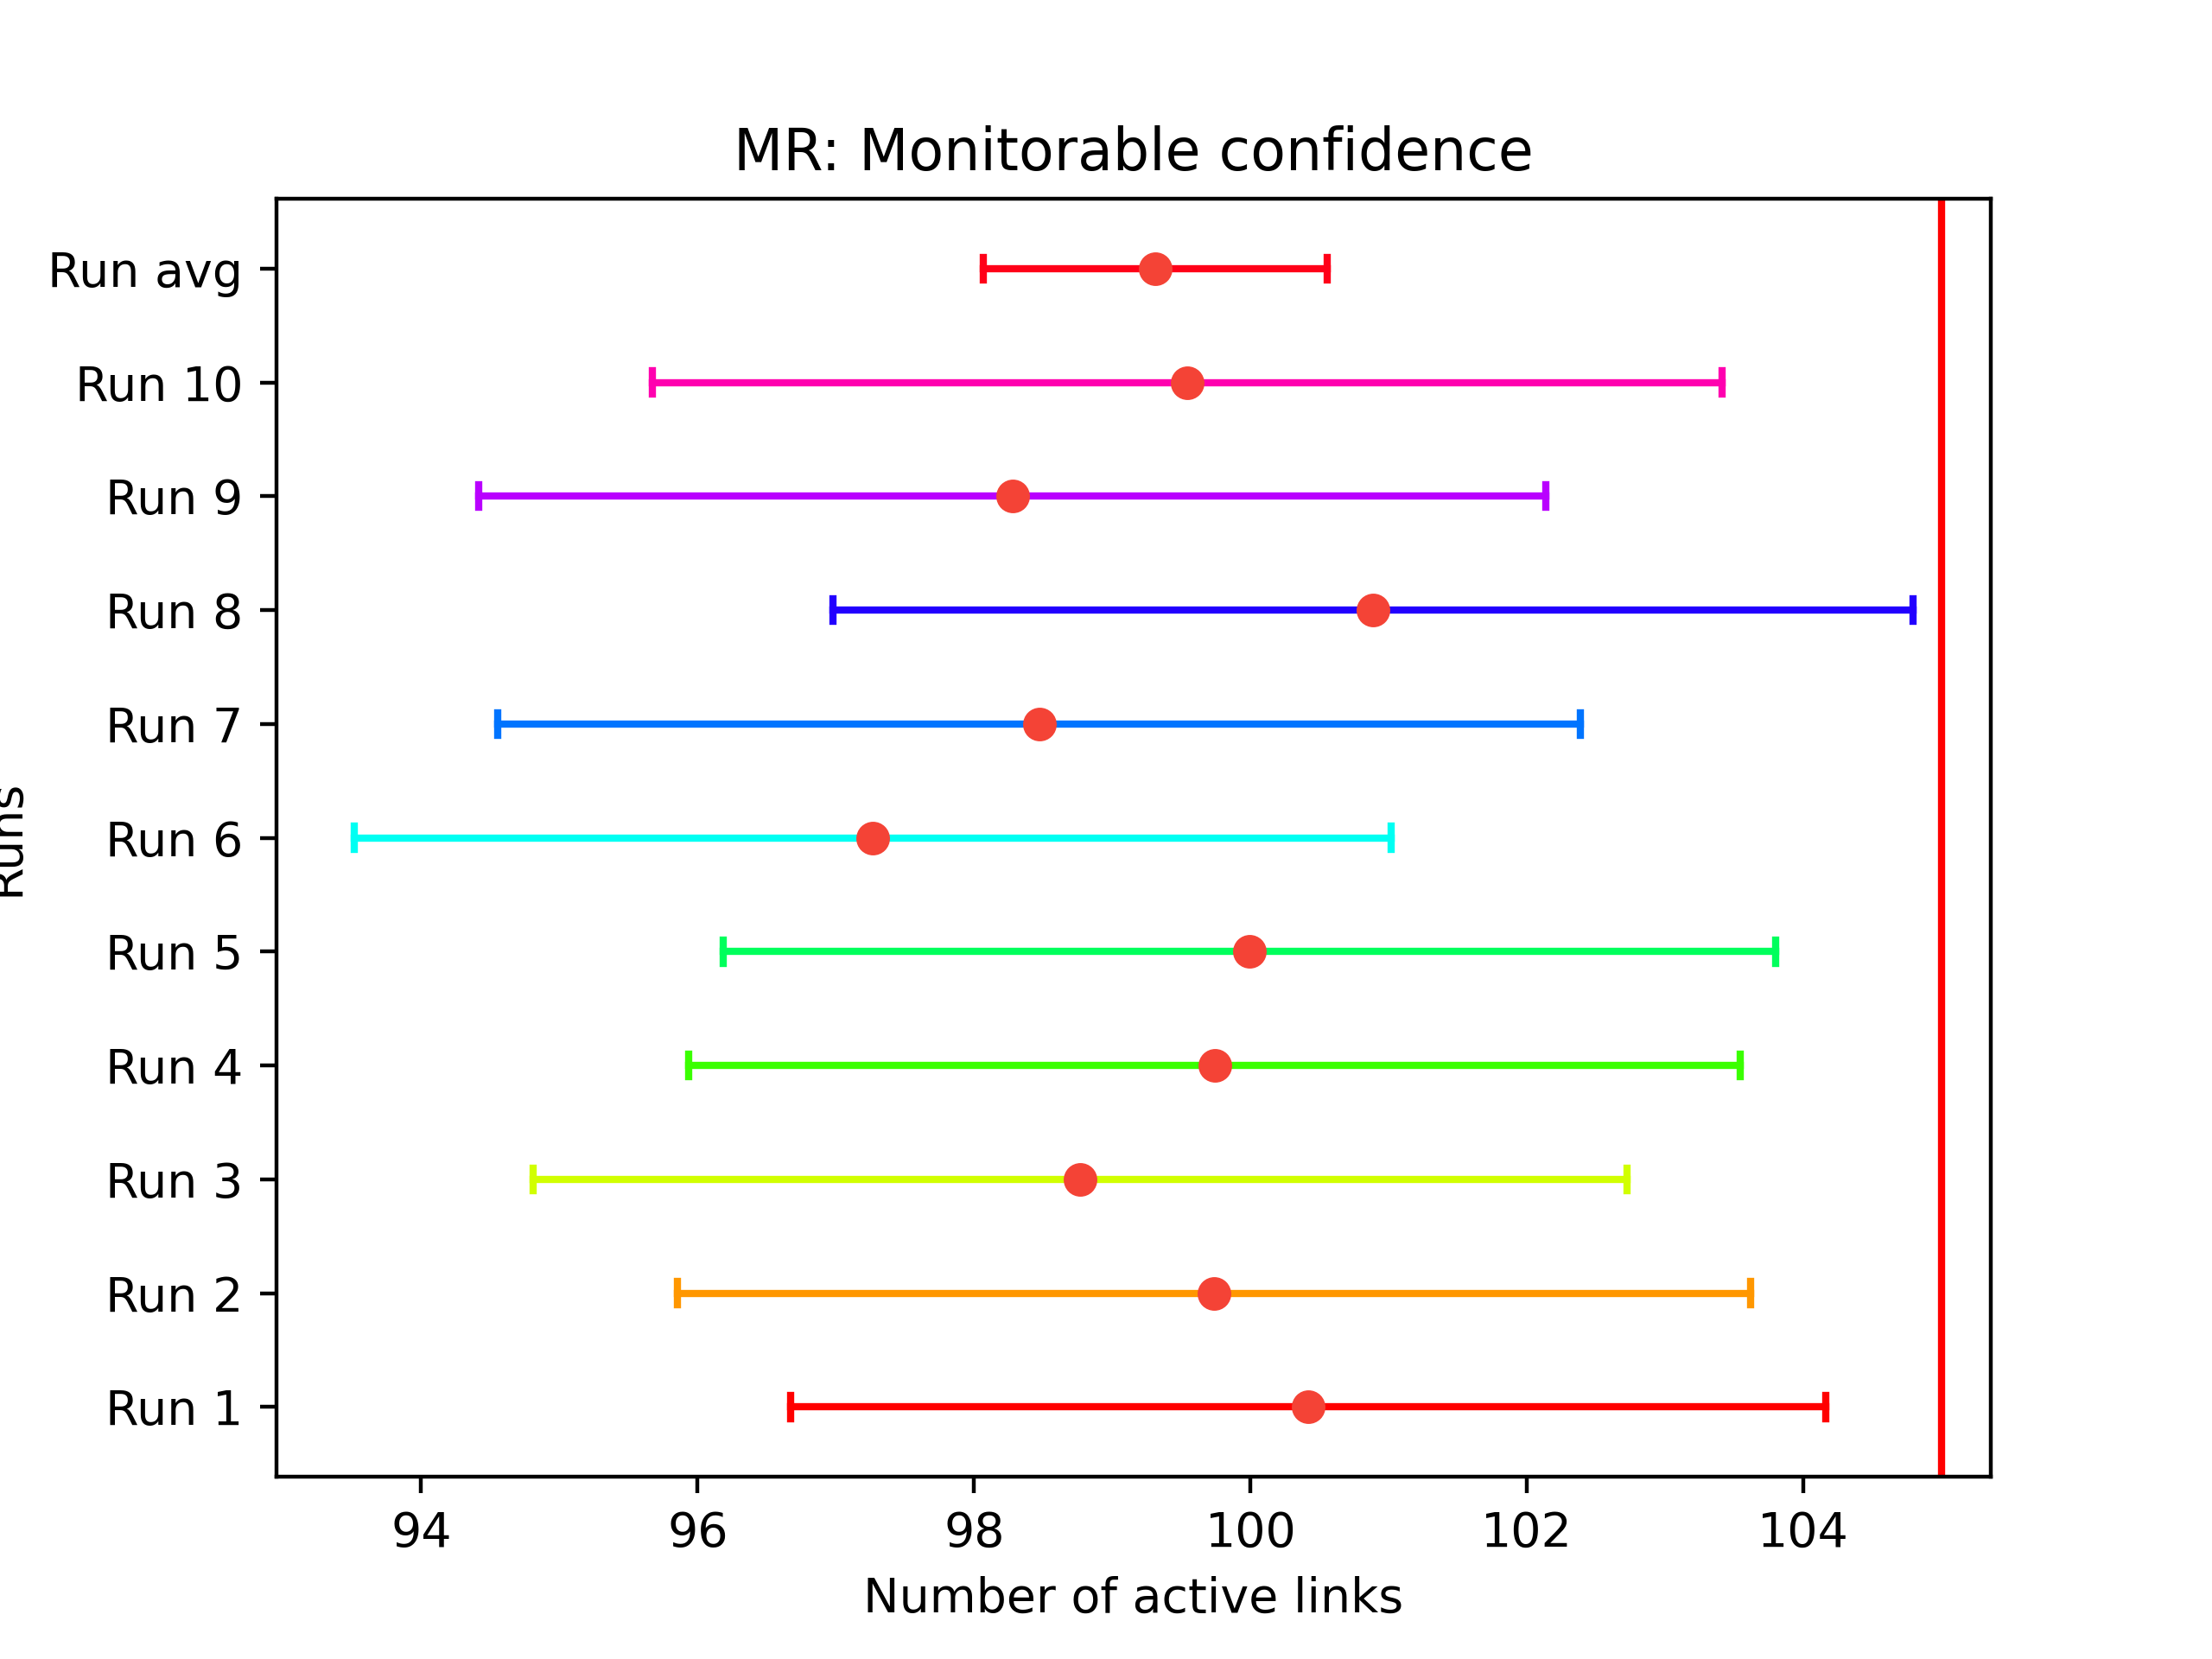 MR: Monitorable confidence
Run avg
Run 10
Run 9
Run 8
Run 7
Run 6
Run 5
Run 4
Run 3
Run 2
Run 1
Runs
94 96 98 100 102 104
Number of active links